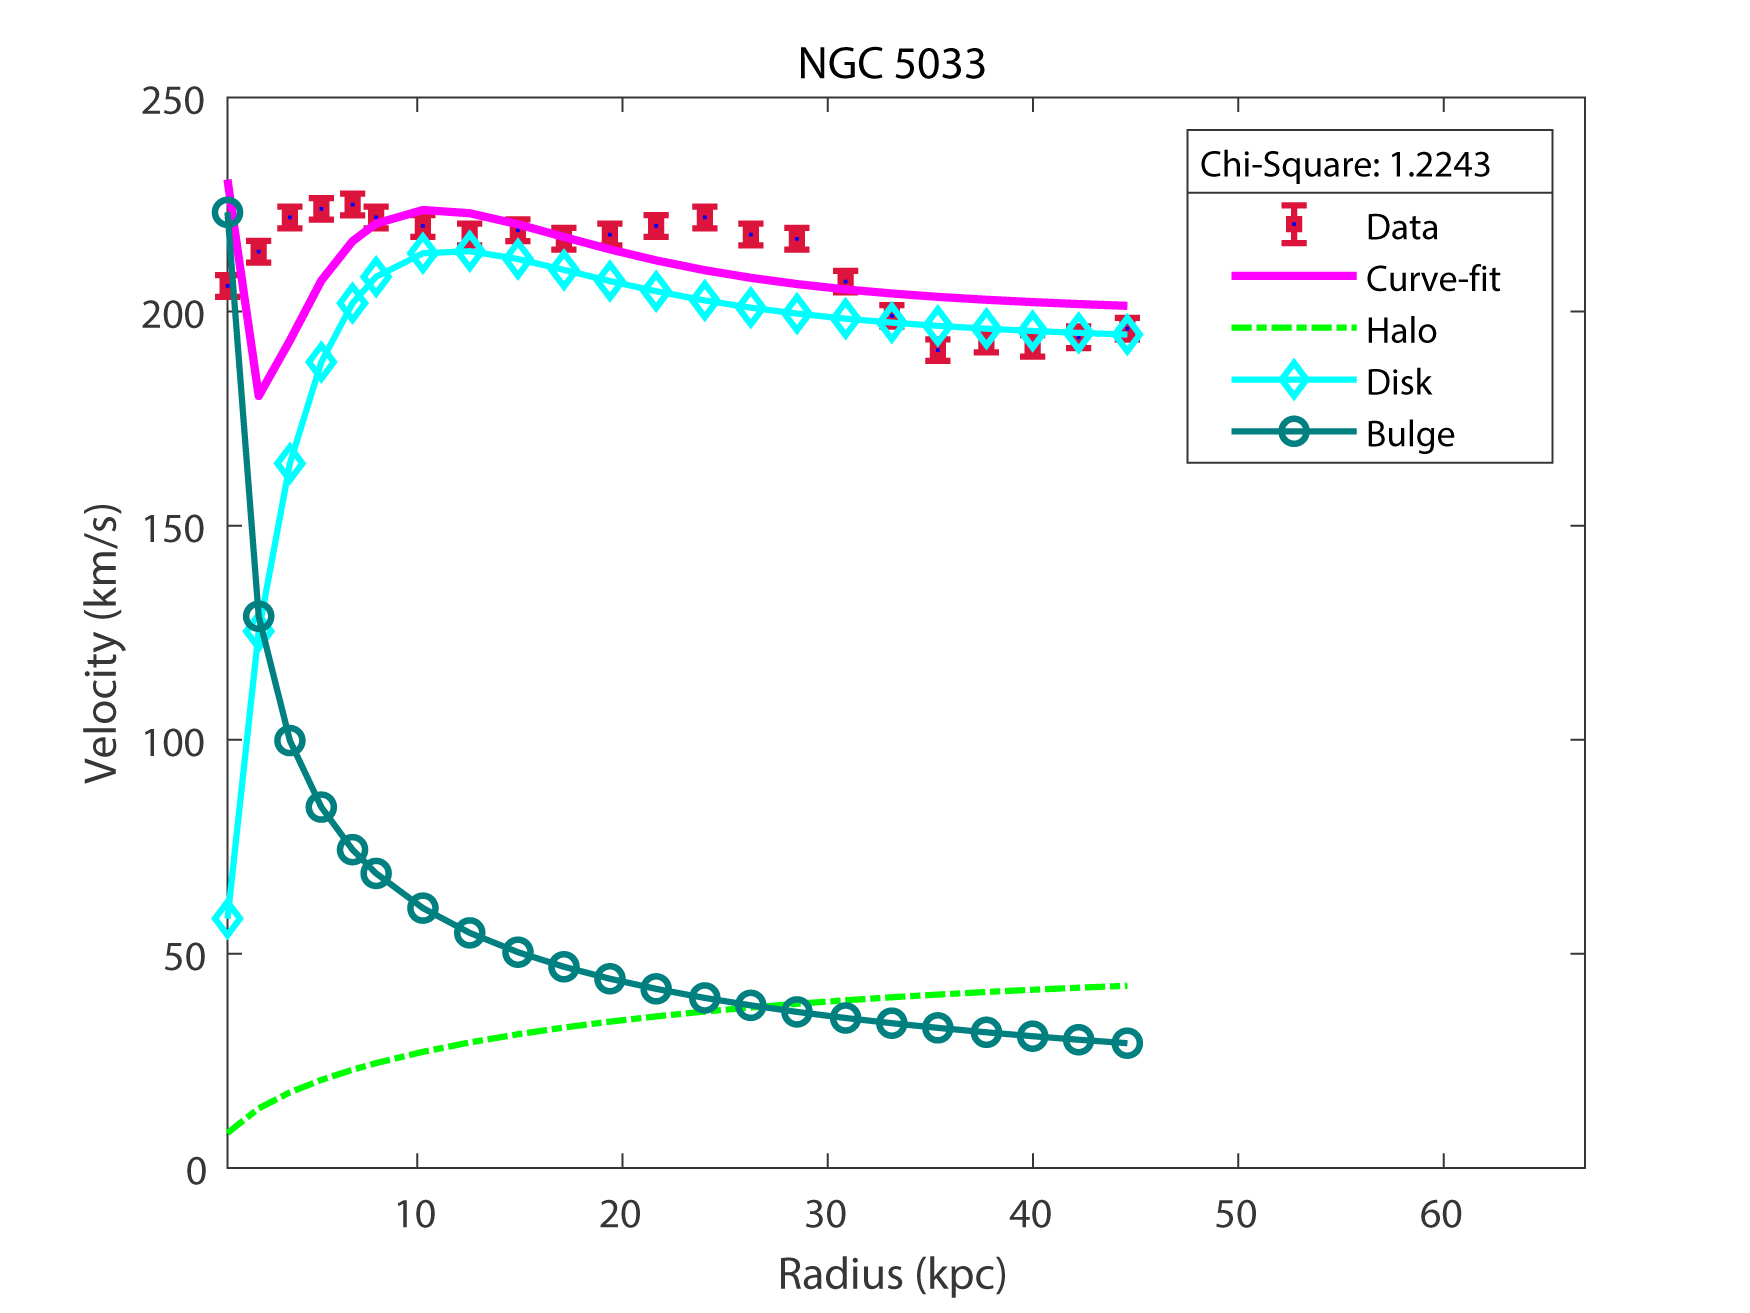 NGC 5033
250
200
150
100
50
0
Velocity (km/s)
10 20 30 40 50 60
Radius (kpc)
Chi-Square: 1.2243
Data
Curve-fit
Halo
Disk
Bulge